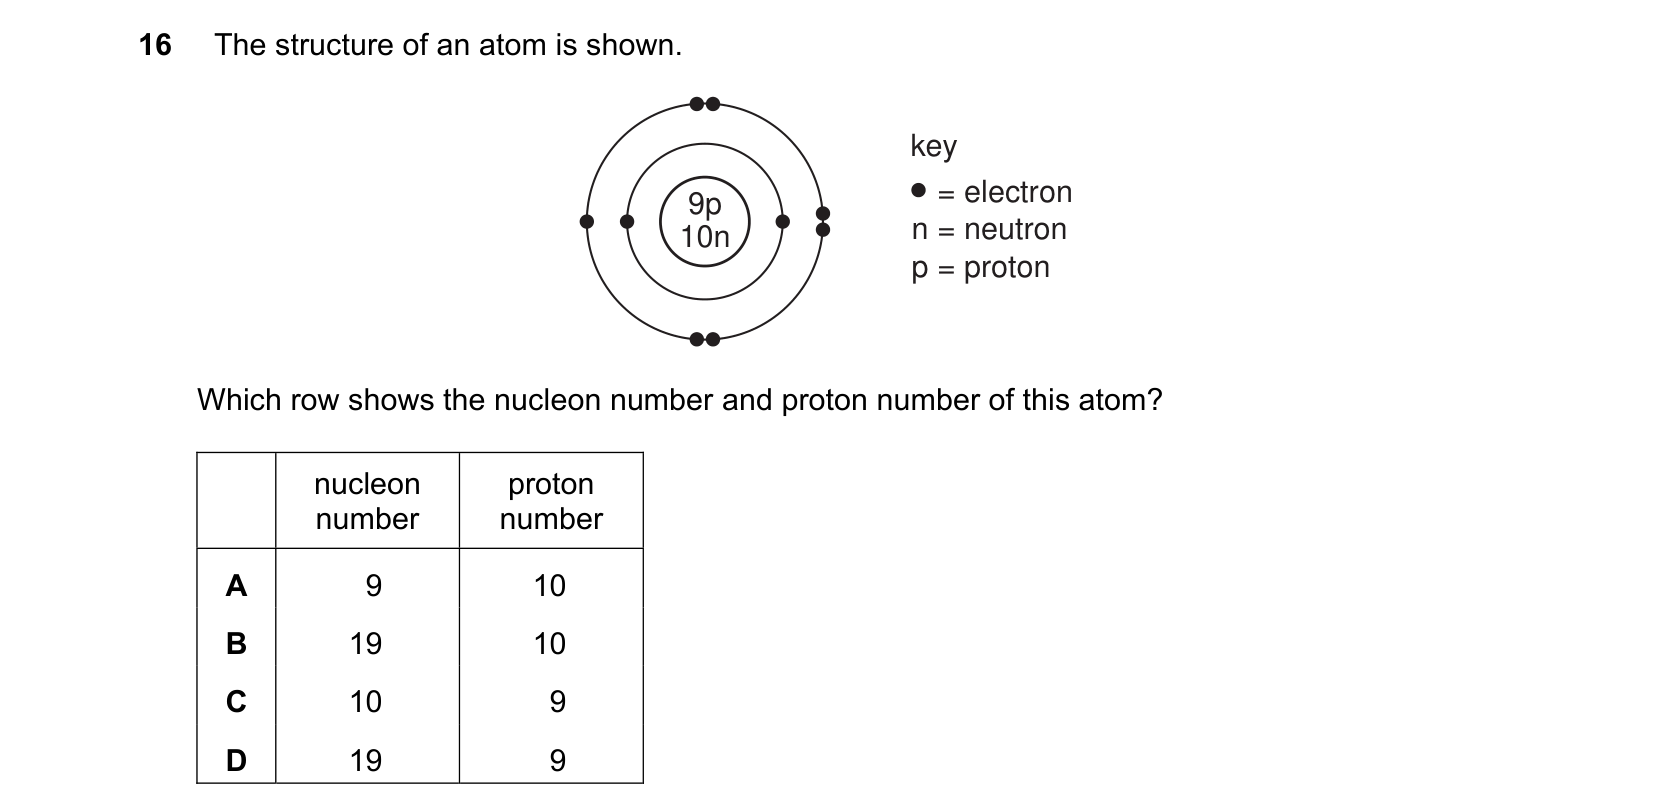 16 The structure of an atom is shown.
9p
10n
key
● = electron
n = neutron
p = proton
Which row shows the nucleon number and proton number of this atom?
nucleon number proton number
A 9 10
B 19 10
C 10 9
D 19 9